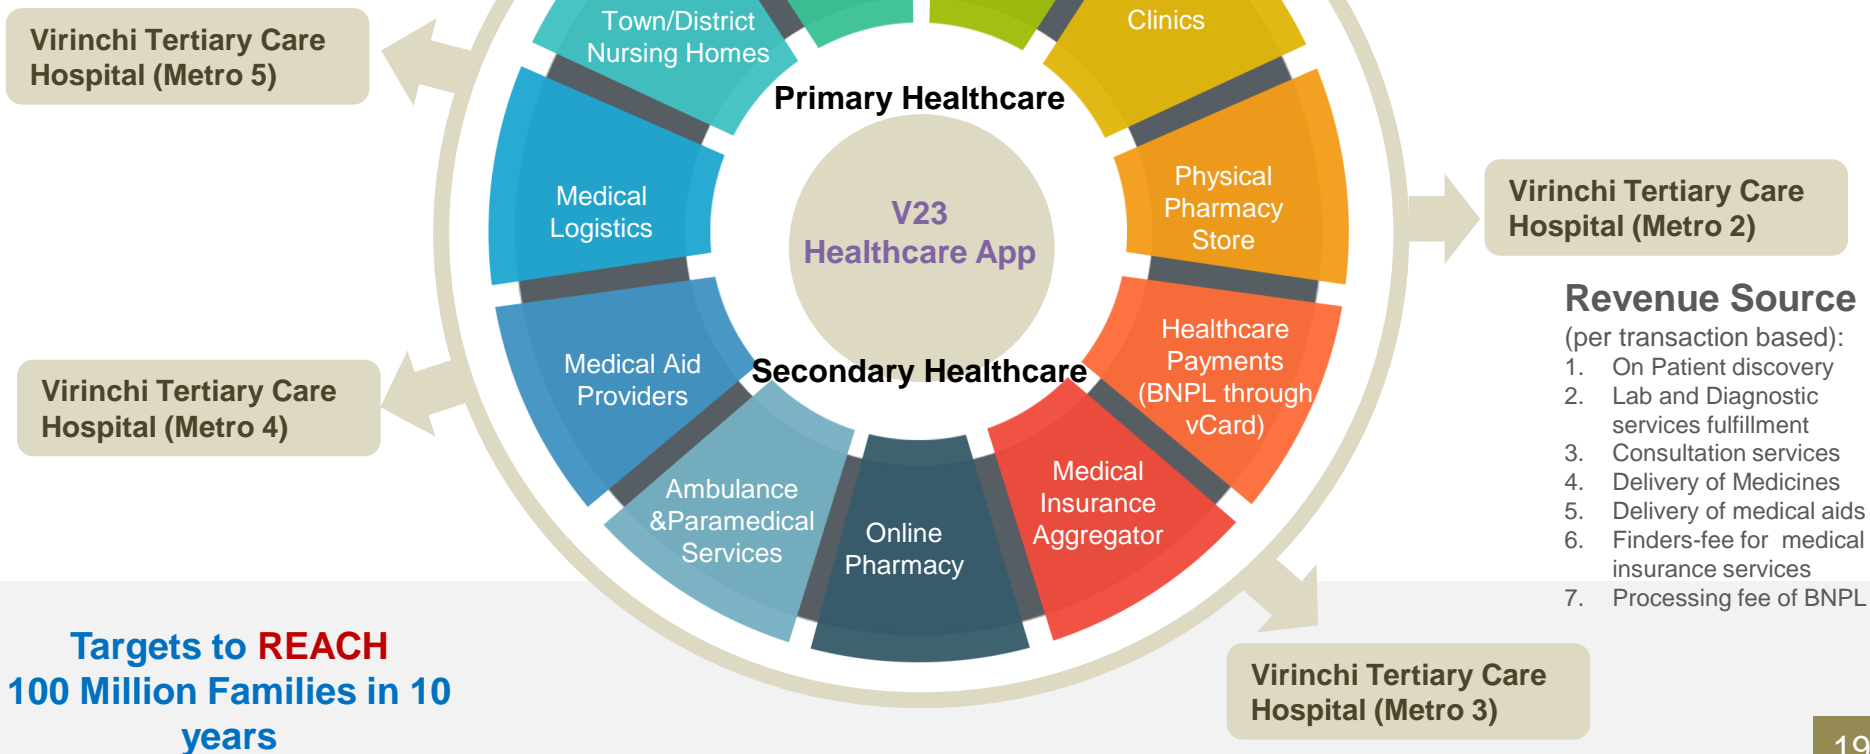 Virinchi Tertiary Care
Hospital (Metro 5)
Town/District
Nursing Homes
Clinics
Primary Healthcare
Medical
Logistics
V23
Healthcare App
Physical
Pharmacy
Store
Virinchi Tertiary Care
Hospital (Metro 2)
Revenue Source
(per transaction based):
1. On Patient discovery
2. Lab and Diagnostic
services fulfillment
3. Consultation services
4. Delivery of Medicines
5. Delivery of medical aids
6. Finders-fee for medical
insurance services
7. Processing fee of BNPL
Healthcare
Payments
(BNPL through
vCard)
Medical Aid
Providers
Secondary Healthcare
Virinchi Tertiary Care
Hospital (Metro 4)
Ambulance
&Paramedical
Services
Online
Pharmacy
Medical
Insurance
Aggregator
Targets to REACH
100 Million Families in 10
years
Virinchi Tertiary Care
Hospital (Metro 3)
19